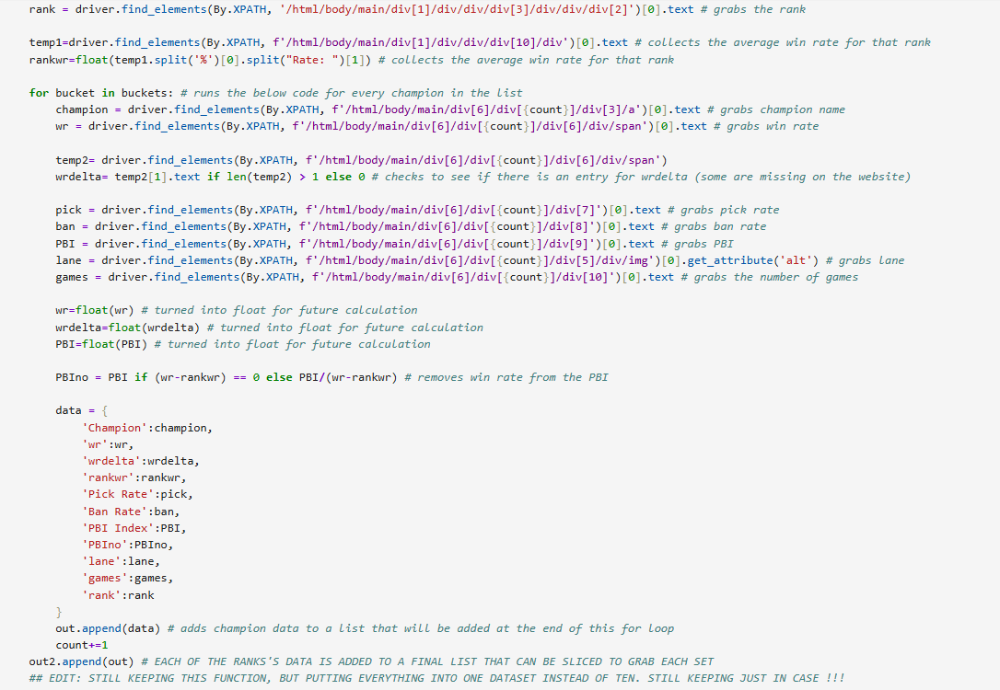 rank = driver.find_elements(By.XPATH, '/html/body/main/div[1]/div/div/div[3]/div/div/div[2]')[0].text # grabs the rank
temp1=driver.find_elements(By.XPATH, f'/html/body/main/div[1]/div/div/div[10]/div')[0].text # collects the average win rate for that rank
rankwr=float(temp1.split('%')[0].split("Rate: ")[1]) # collects the average win rate for that rank
for bucket in buckets: # runs the below code for every champion in the list
    champion = driver.find_elements(By.XPATH, f'/html/body/main/div[6]/div[{count}]/div[3]/a')[0].text # grabs champion name
    wr = driver.find_elements(By.XPATH, f'/html/body/main/div[6]/div[{count}]/div[6]/div/span')[0].text # grabs win rate
    temp2= driver.find_elements(By.XPATH, f'/html/body/main/div[6]/div[{count}]/div[6]/div/span')
    wrdelta= temp2[1].text if len(temp2) > 1 else 0 # checks to see if there is an entry for wrdelta (some are missing on the website)
    pick = driver.find_elements(By.XPATH, f'/html/body/main/div[6]/div[{count}]/div[7]')[0].text # grabs pick rate
    ban = driver.find_elements(By.XPATH, f'/html/body/main/div[6]/div[{count}]/div[8]')[0].text # grabs ban rate
    PBI = driver.find_elements(By.XPATH, f'/html/body/main/div[6]/div[{count}]/div[9]')[0].text # grabs PBI
    lane = driver.find_elements(By.XPATH, f'/html/body/main/div[6]/div[{count}]/div[5]/div/img')[0].get_attribute('alt') # grabs lane
    games = driver.find_elements(By.XPATH, f'/html/body/main/div[6]/div[{count}]/div[10]')[0].text # grabs the number of games
    wr=float(wr) # turned into float for future calculation
    wrdelta=float(wrdelta) # turned into float for future calculation
    PBI=float(PBI) # turned into float for future calculation
    PBIno = PBI if (wr-rankwr) == 0 else PBI/(wr-rankwr) # removes win rate from the PBI
    data = {
        'Champion':champion,
        'wr':wr,
        'wrdelta':wrdelta,
        'rankwr':rankwr,
        'Pick Rate':pick,
        'Ban Rate':ban,
        'PBI Index':PBI,
        'PBIno':PBIno,
        'lane':lane,
        'games':games,
        'rank':rank
    }
    out.append(data) # adds champion data to a list that will be added at the end of this for loop
    count+=1
out2.append(out) # EACH OF THE RANKS'S DATA IS ADDED TO A FINAL LIST THAT CAN BE SLICED TO GRAB EACH SET
## EDIT: STILL KEEPING THIS FUNCTION, BUT PUTTING EVERYTHING INTO ONE DATASET INSTEAD OF TEN. STILL KEEPING JUST IN CASE !!!